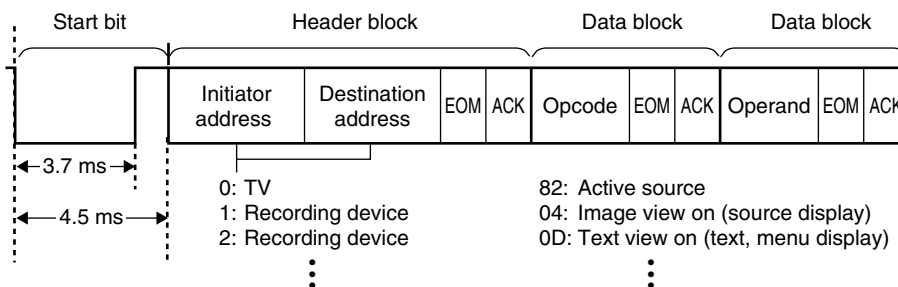 Start bit
Header block
Data block
Data block
Initiator address
Destination address
EOM
ACK
Opcode
EOM
ACK
Operand
EOM
ACK
3.7 ms
4.5 ms
0: TV
1: Recording device
2: Recording device
82: Active source
04: Image view on (source display)
0D: Text view on (text, menu display)